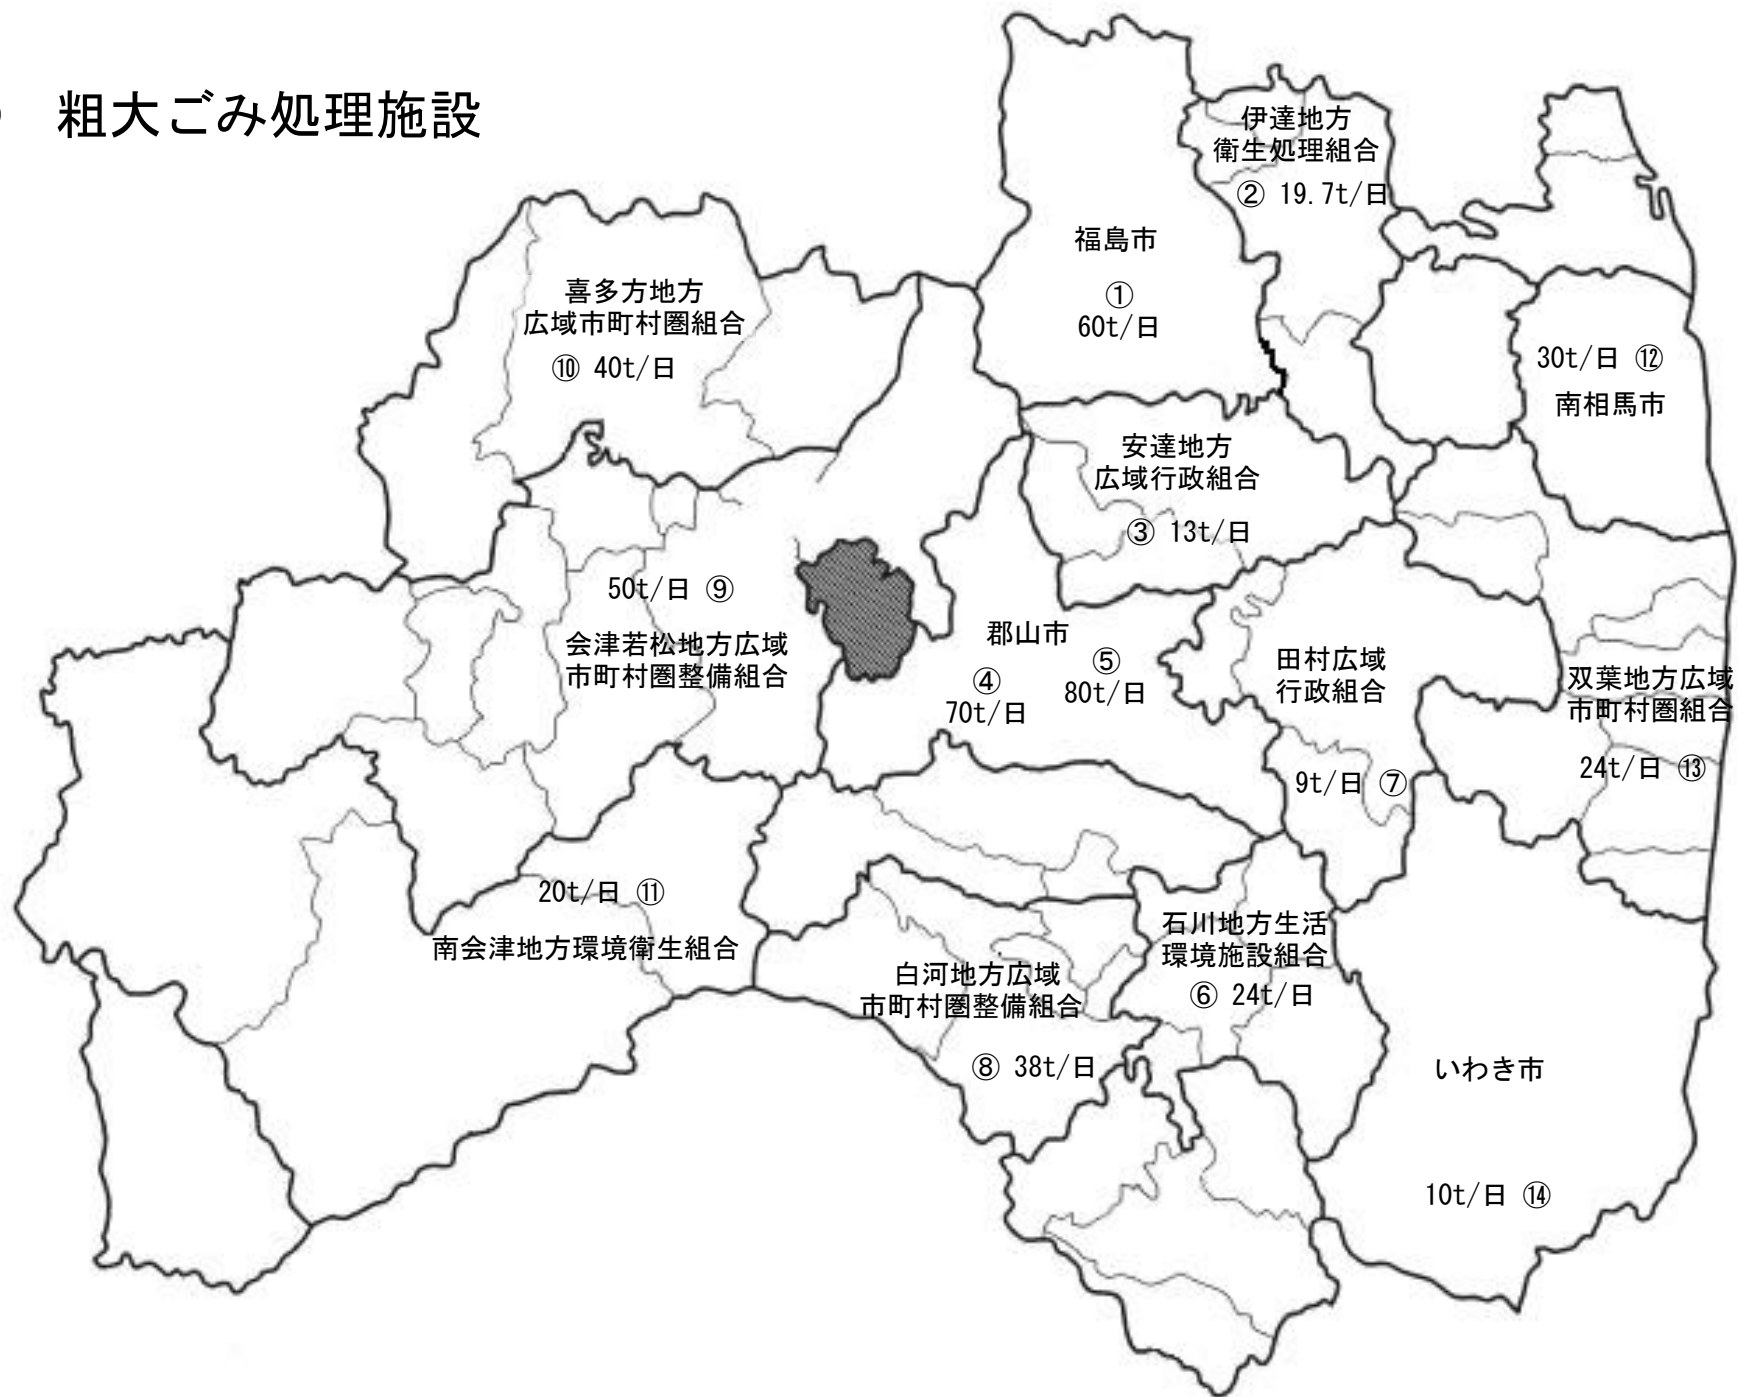 粗大ごみ処理施設
伊達地方
衛生処理組合
② 19.7t/日
福島市
①
60t/日
喜多方地方
広域市町村圏組合
⑩ 40t/日
30t/日 ⑫
南相馬市
安達地方
広域行政組合
③ 13t/日
50t/日 ⑨
会津若松地方広域
市町村圏整備組合
郡山市
④
70t/日
⑤
80t/日
田村広域
行政組合
9t/日 ⑦
双葉地方広域
市町村圏組合
24t/日 ⑬
20t/日 ⑪
南会津地方環境衛生組合
石川地方生活
環境施設組合
⑥ 24t/日
白河地方広域
市町村圏整備組合
⑧ 38t/日
いわき市
10t/日 ⑭